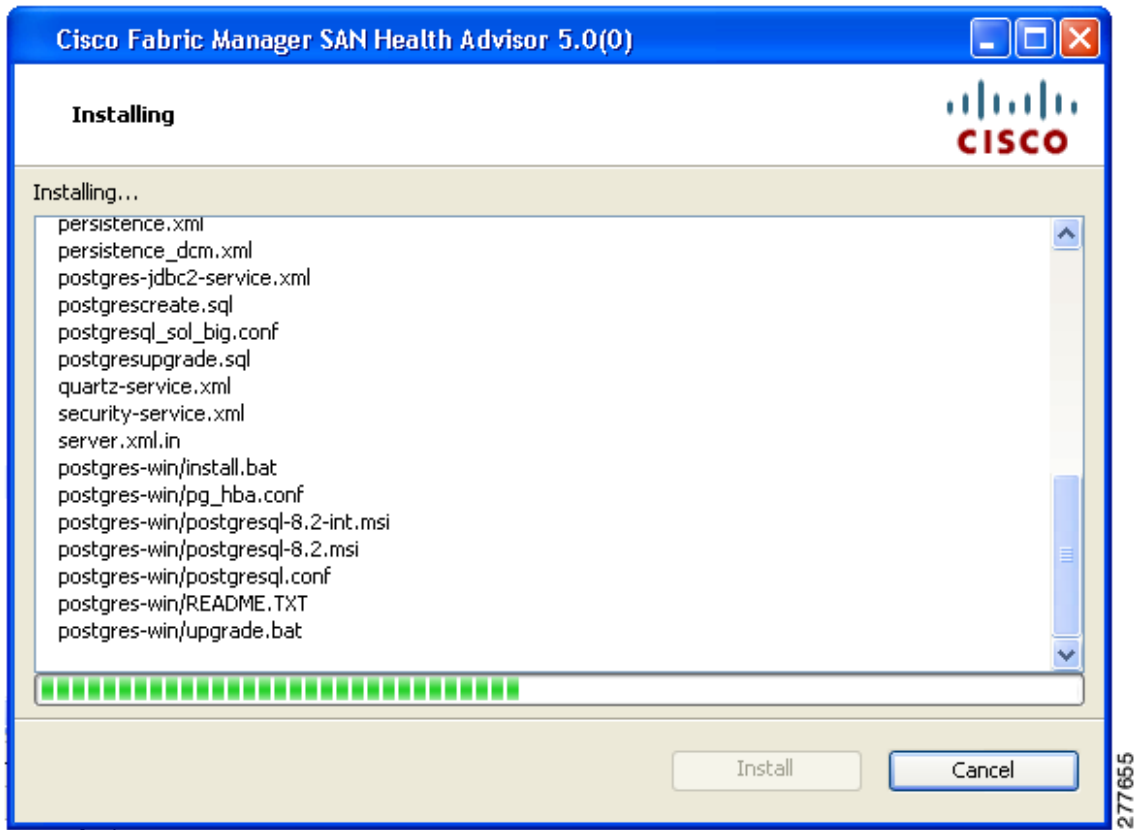 Cisco Fabric Manager SAN Health Advisor 5.0(0)
Installing
CISCO
Installing...
persistence.xml
persistence_dcm.xml
postgres-jdbc2-service.xml
postgrescreate.sql
postgresql_sol_big.conf
postgresupgrade.sql
quartz-service.xml
security-service.xml
server.xml.in
postgres-win/install.bat
postgres-win/pg_hba.conf
postgres-win/postgresql-8.2-int.msi
postgres-win/postgresql-8.2.msi
postgres-win/postgresql.conf
postgres-win/README.TXT
postgres-win/upgrade.bat
Install
Cancel
277655